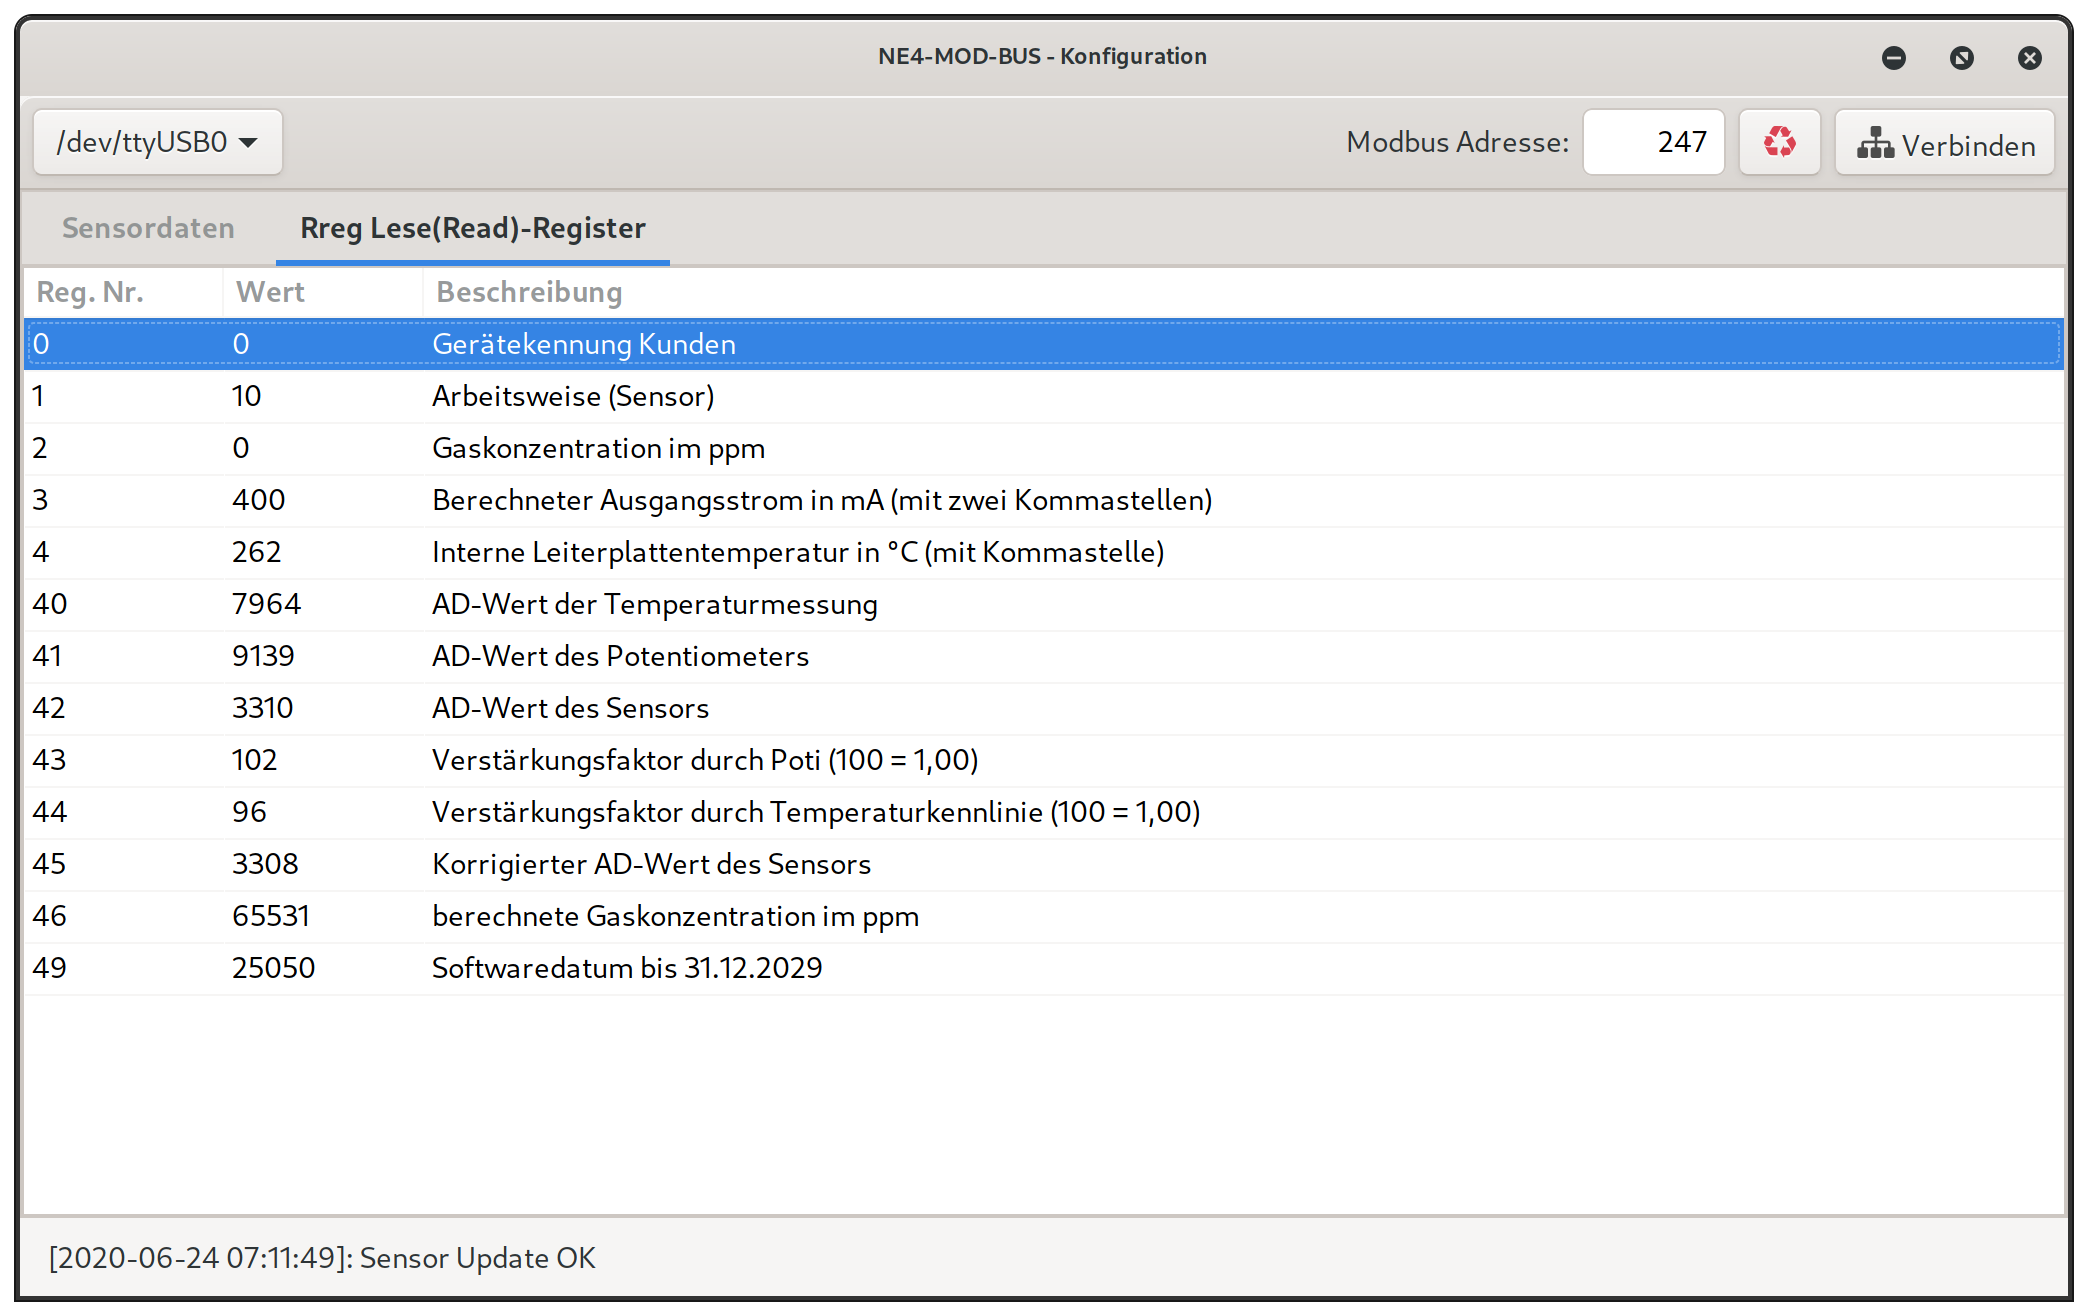 NE4-MOD-BUS - Konfiguration
/dev/ttyUSB0 Modbus Adresse: 247 Verbinden
Sensordaten Rreg Lese(Read)-Register
Reg. Nr. Wert Beschreibung
0 0 Gerätekennung Kunden
1 10 Arbeitsweise (Sensor)
2 0 Gaskonzentration im ppm
3 400 Berechneter Ausgangsstrom in mA (mit zwei Kommastellen)
4 262 Interne Leiterplattentemperatur in °C (mit Kommastelle)
40 7964 AD-Wert der Temperaturmessung
41 9139 AD-Wert des Potentiometers
42 3310 AD-Wert des Sensors
43 102 Verstärkungsfaktor durch Poti (100 = 1,00)
44 96 Verstärkungsfaktor durch Temperaturkennlinie (100 = 1,00)
45 3308 Korrigierter AD-Wert des Sensors
46 65531 berechnete Gaskonzentration im ppm
49 25050 Softwaredatum bis 31.12.2029
[2020-06-24 07:11:49]: Sensor Update OK